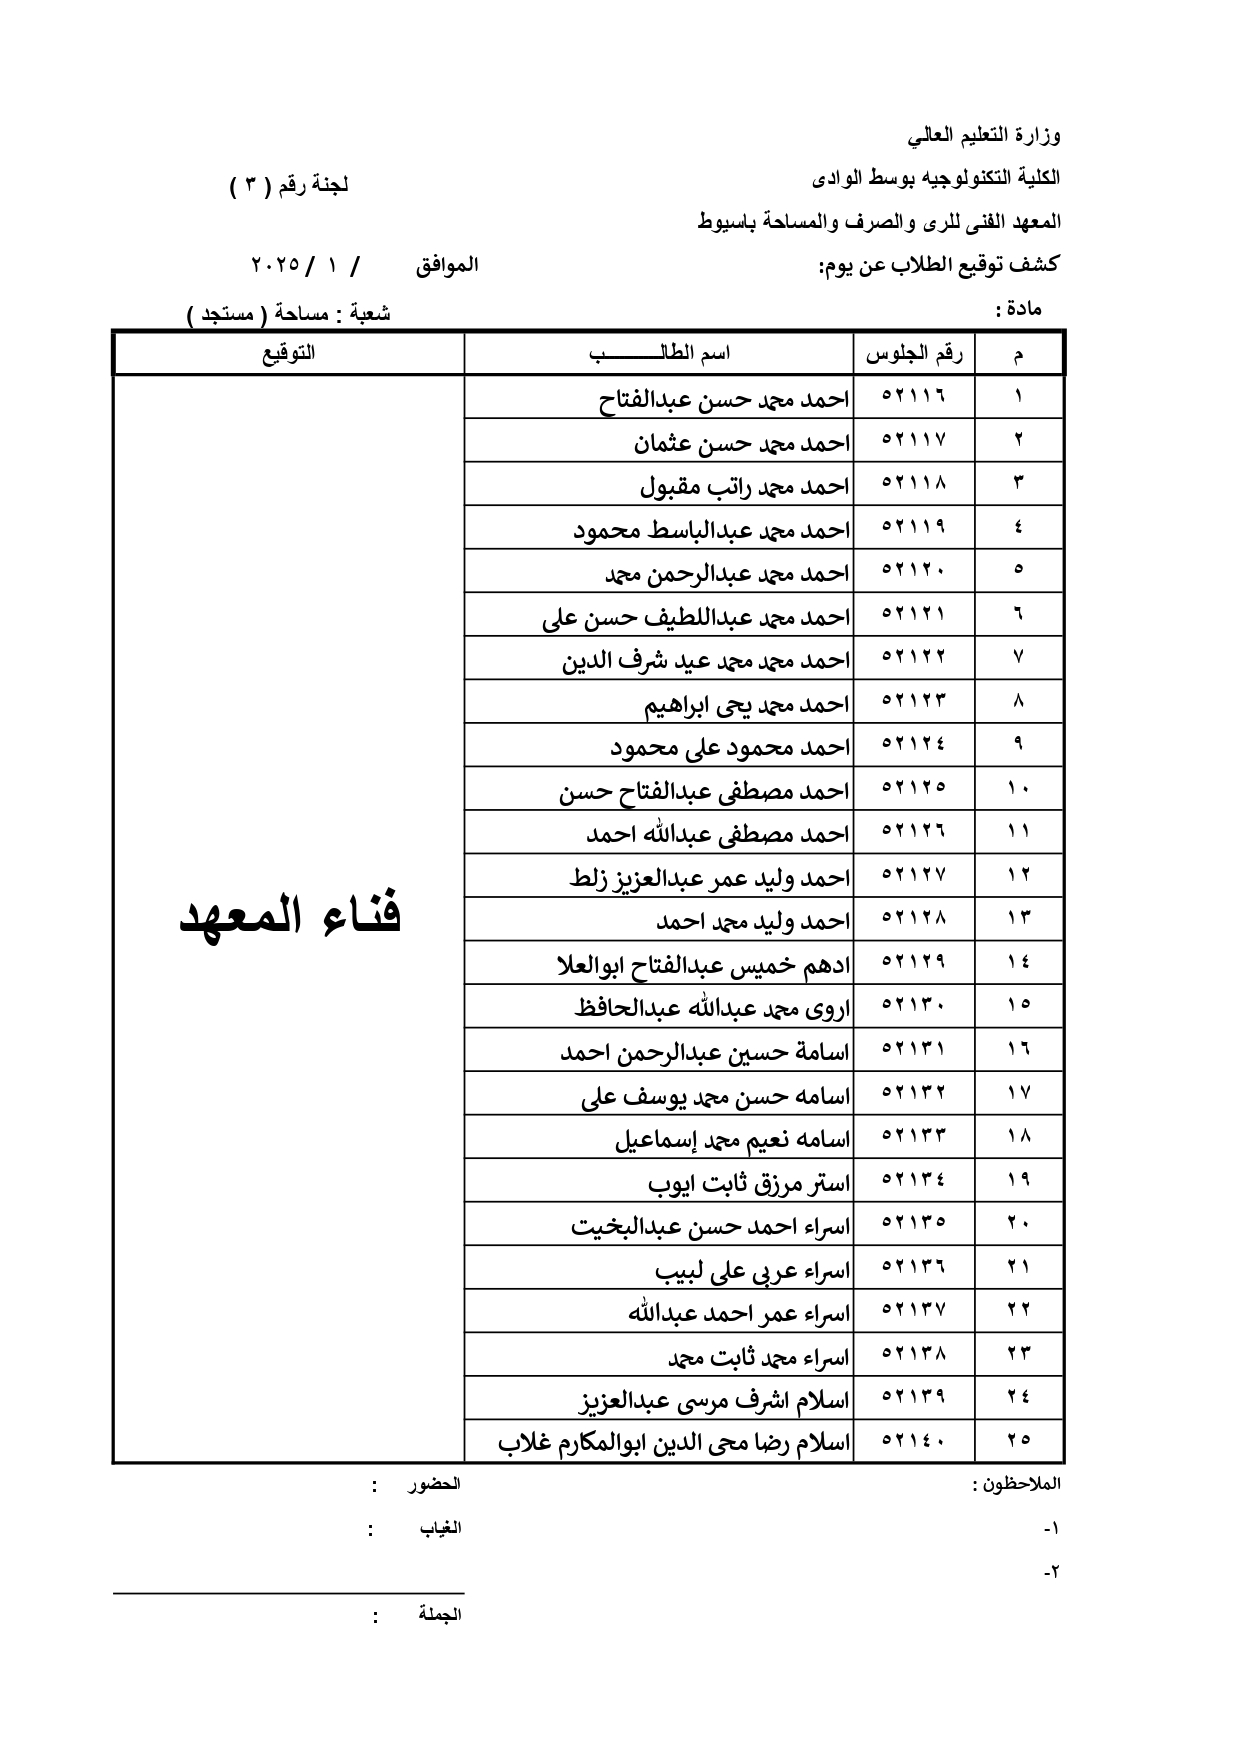 وزارة التعليم العالي
الكلية التكنولوجيه بوسط الوادى
لجنة رقم ( ٣ )
المعهد الفنى للرى والصرف والمساحة باسيوط
كشف توقيع الطلاب عن يوم: الموافق / ١ / ٢٠٢٥
مادة :
شعبة : مساحة ( مستجد )
م رقم الجلوس اسم الطالـــــــــب التوقيع
١ ٥٢١١٦ احمد محمد حسن عبدالفتاح
٢ ٥٢١١٧ احمد محمد حسن عثمان
٣ ٥٢١١٨ احمد محمد راتب مقبول
٤ ٥٢١١٩ احمد محمد عبدالباسط محمود
٥ ٥٢١٢٠ احمد محمد عبدالرحمن محمد
٦ ٥٢١٢١ احمد محمد عبداللطيف حسن على
٧ ٥٢١٢٢ احمد محمد محمد عيد شرف الدين
٨ ٥٢١٢٣ احمد محمد يحى ابراهيم
٩ ٥٢١٢٤ احمد محمود على محمود
١٠ ٥٢١٢٥ احمد مصطفى عبدالفتاح حسن
١١ ٥٢١٢٦ احمد مصطفى عبدالله احمد
١٢ ٥٢١٢٧ احمد وليد عمر عبدالعزيز زلط
١٣ ٥٢١٢٨ احمد وليد محمد احمد
فناء المعهد
١٤ ٥٢١٢٩ ادهم خميس عبدالفتاح ابوالعلا
١٥ ٥٢١٣٠ اروى محمد عبدالله عبدالحافظ
١٦ ٥٢١٣١ اسامة حسين عبدالرحمن احمد
١٧ ٥٢١٣٢ اسامه حسن محمد يوسف على
١٨ ٥٢١٣٣ اسامه نعيم محمد إسماعيل
١٩ ٥٢١٣٤ استر مرزق ثابت ايوب
٢٠ ٥٢١٣٥ اسراء احمد حسن عبدالبخيت
٢١ ٥٢١٣٦ اسراء عربى على لبيب
٢٢ ٥٢١٣٧ اسراء عمر احمد عبدالله
٢٣ ٥٢١٣٨ اسراء محمد ثابت محمد
٢٤ ٥٢١٣٩ اسلام اشرف مرسى عبدالعزيز
٢٥ ٥٢١٤٠ اسلام رضا محى الدين ابوالمكارم غلاب
الملاحظون : الحضور :
١- الغياب :
٢-
الجملة :